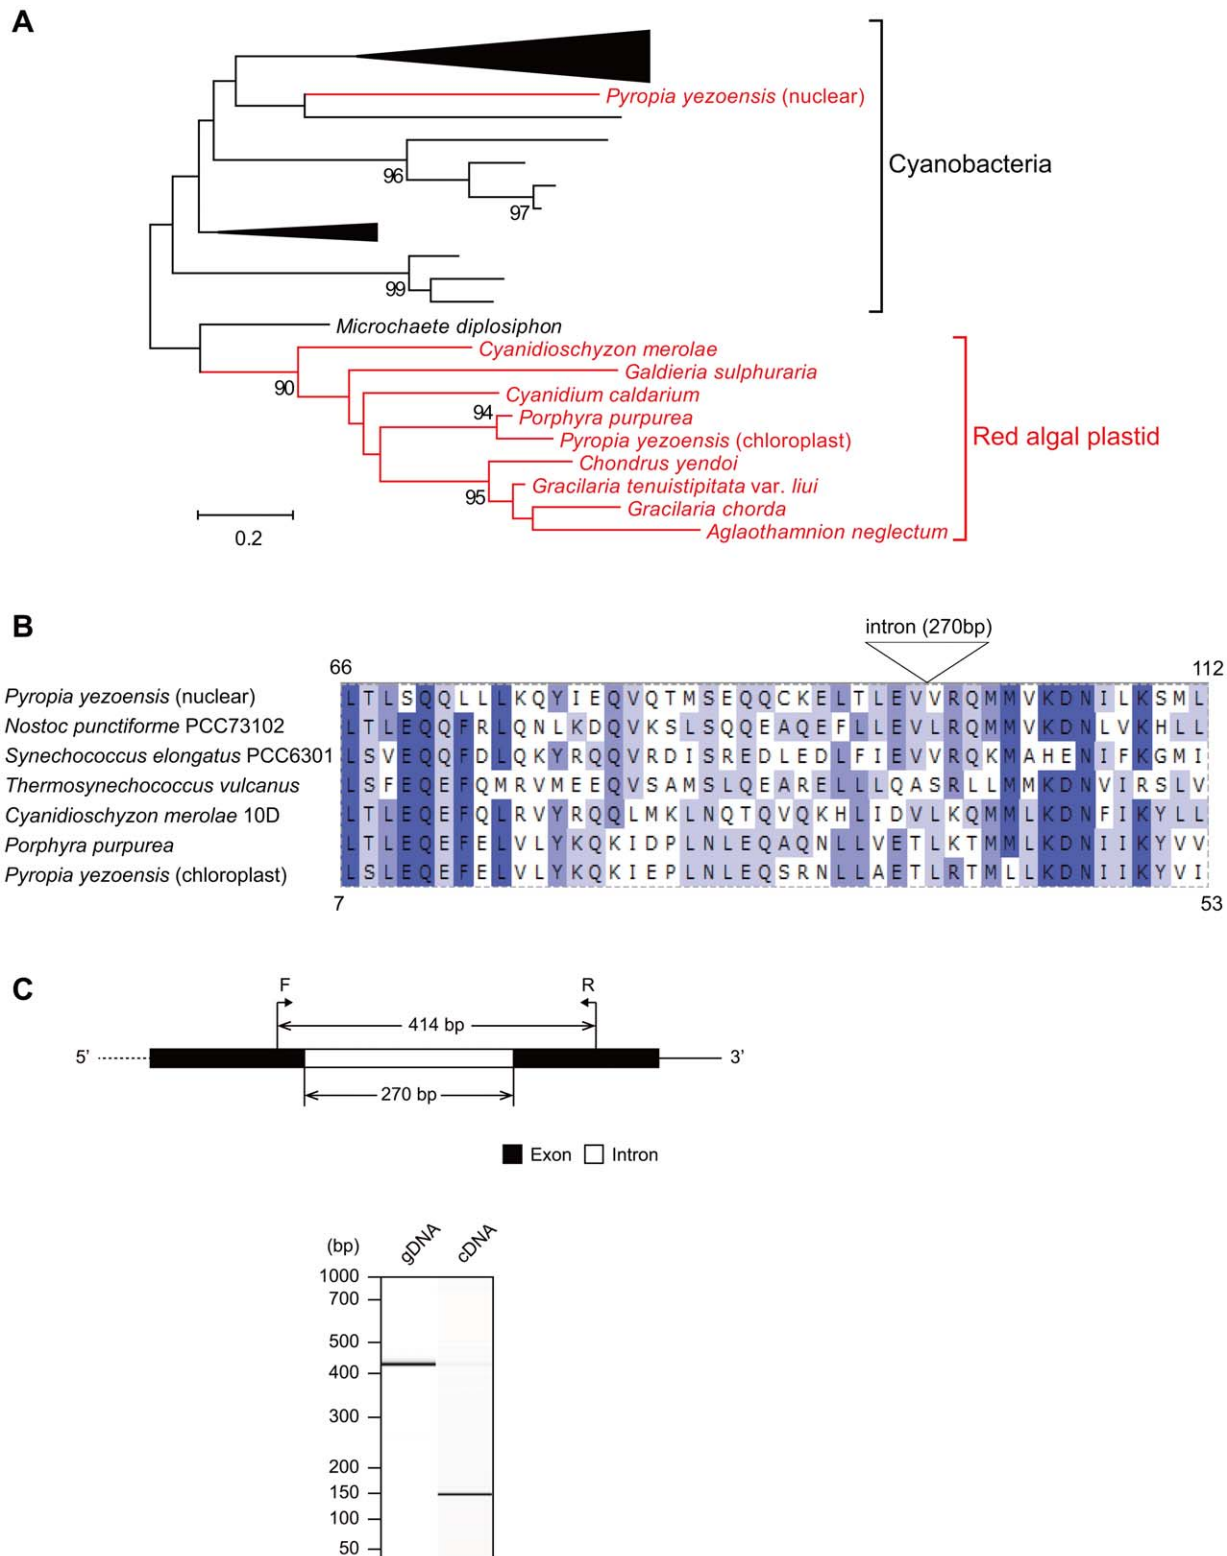 A
Pyropia yezoensis (nuclear)
Cyanobacteria
96
97
99
Microchaete diplosiphon
Cyanidioschyzon merolae
90
Galdieria sulphuraria
Cyanidium caldarium
94
Porphyra purpurea
Pyropia yezoensis (chloroplast)
Red algal plastid
Chondrus yendoi
95
Gracilaria tenuistipitata var. liui
Gracilaria chorda
0.2
Aglaothamnion neglectum
B
intron (270bp)
66 112
Pyropia yezoensis (nuclear) LTLSQQLLLKQYIEQVQTMSEQQCKELTLEVVRQMMVKDNILKSML
Nostoc punctiforme PCC73102 LTLEQQFRLQNLKDQVKSLSQQEAQEFLLEVLRQMMVKDNLVKHLL
Synechococcus elongatus PCC6301 LSVEQQFDLQKYRQQVRDISREDLEDLFIEVVRQKMAHENIFKGMI
Thermosynechococcus vulcanus LSFEQEFQMRVMEEQVSAMSLQEARELLLQASRLLMMKDNVIRSLV
Cyanidioschyzon merolae 10D LTLEQEFQLRVYRQQLMKLNQTQVQKHLIDVLKQMMLKDNFIKYLL
Porphyra purpurea LTLEQEFELVLYKQKIDPLNLEQAQNLLVETLKTMMLKDNIIKYVV
Pyropia yezoensis (chloroplast) LSLEQEFELVLYKQKIEPLNLEQSRNLLAETLRTMLLKDNIIKYVI
7 53
C
F R
414 bp
5’ 3’
270 bp
Exon Intron
(bp) gDNA cDNA
1000
700
500
400
300
200
150
100
50